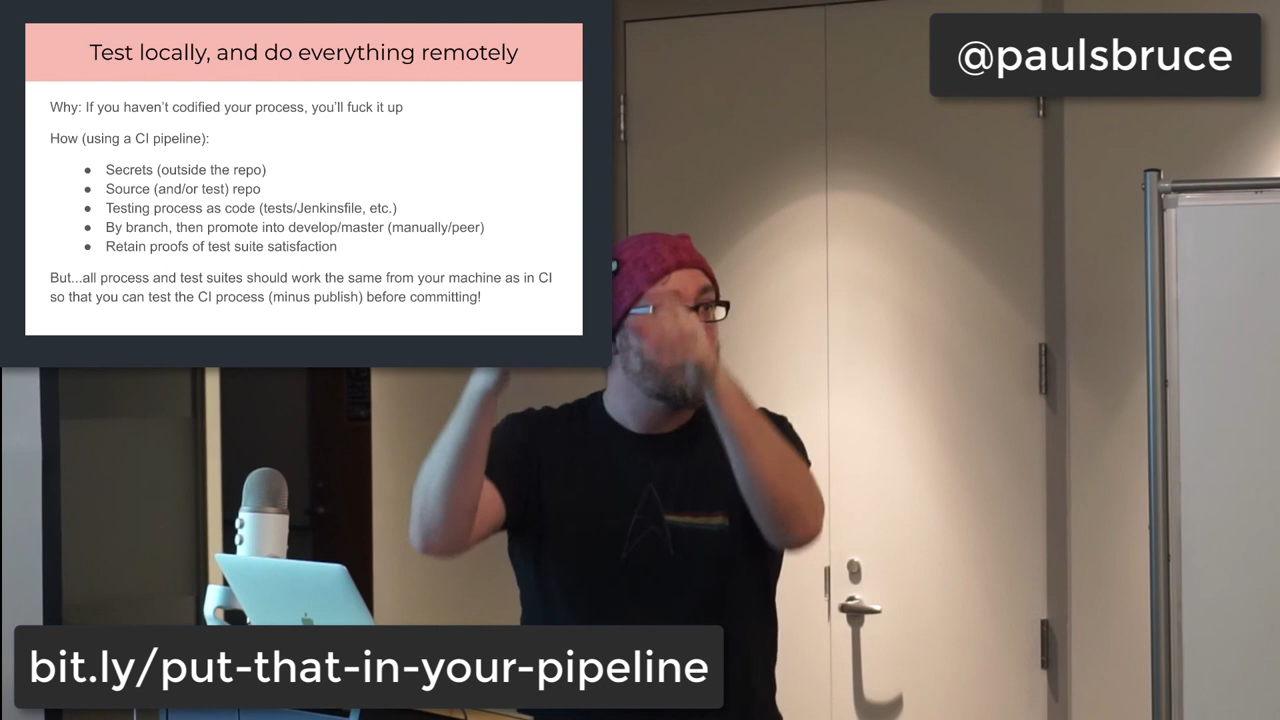 Test locally, and do everything remotely
@paulsbruce
Why: If you haven't codified your process, you'll fuck it up
How (using a CI pipeline):
● Secrets (outside the repo)
● Source (and/or test) repo
● Testing process as code (tests/Jenkinsfile, etc.)
● By branch, then promote into develop/master (manually/peer)
● Retain proofs of test suite satisfaction
But...all process and test suites should work the same from your machine as in CI
so that you can test the CI process (minus publish) before committing!
bit.ly/put-that-in-your-pipeline